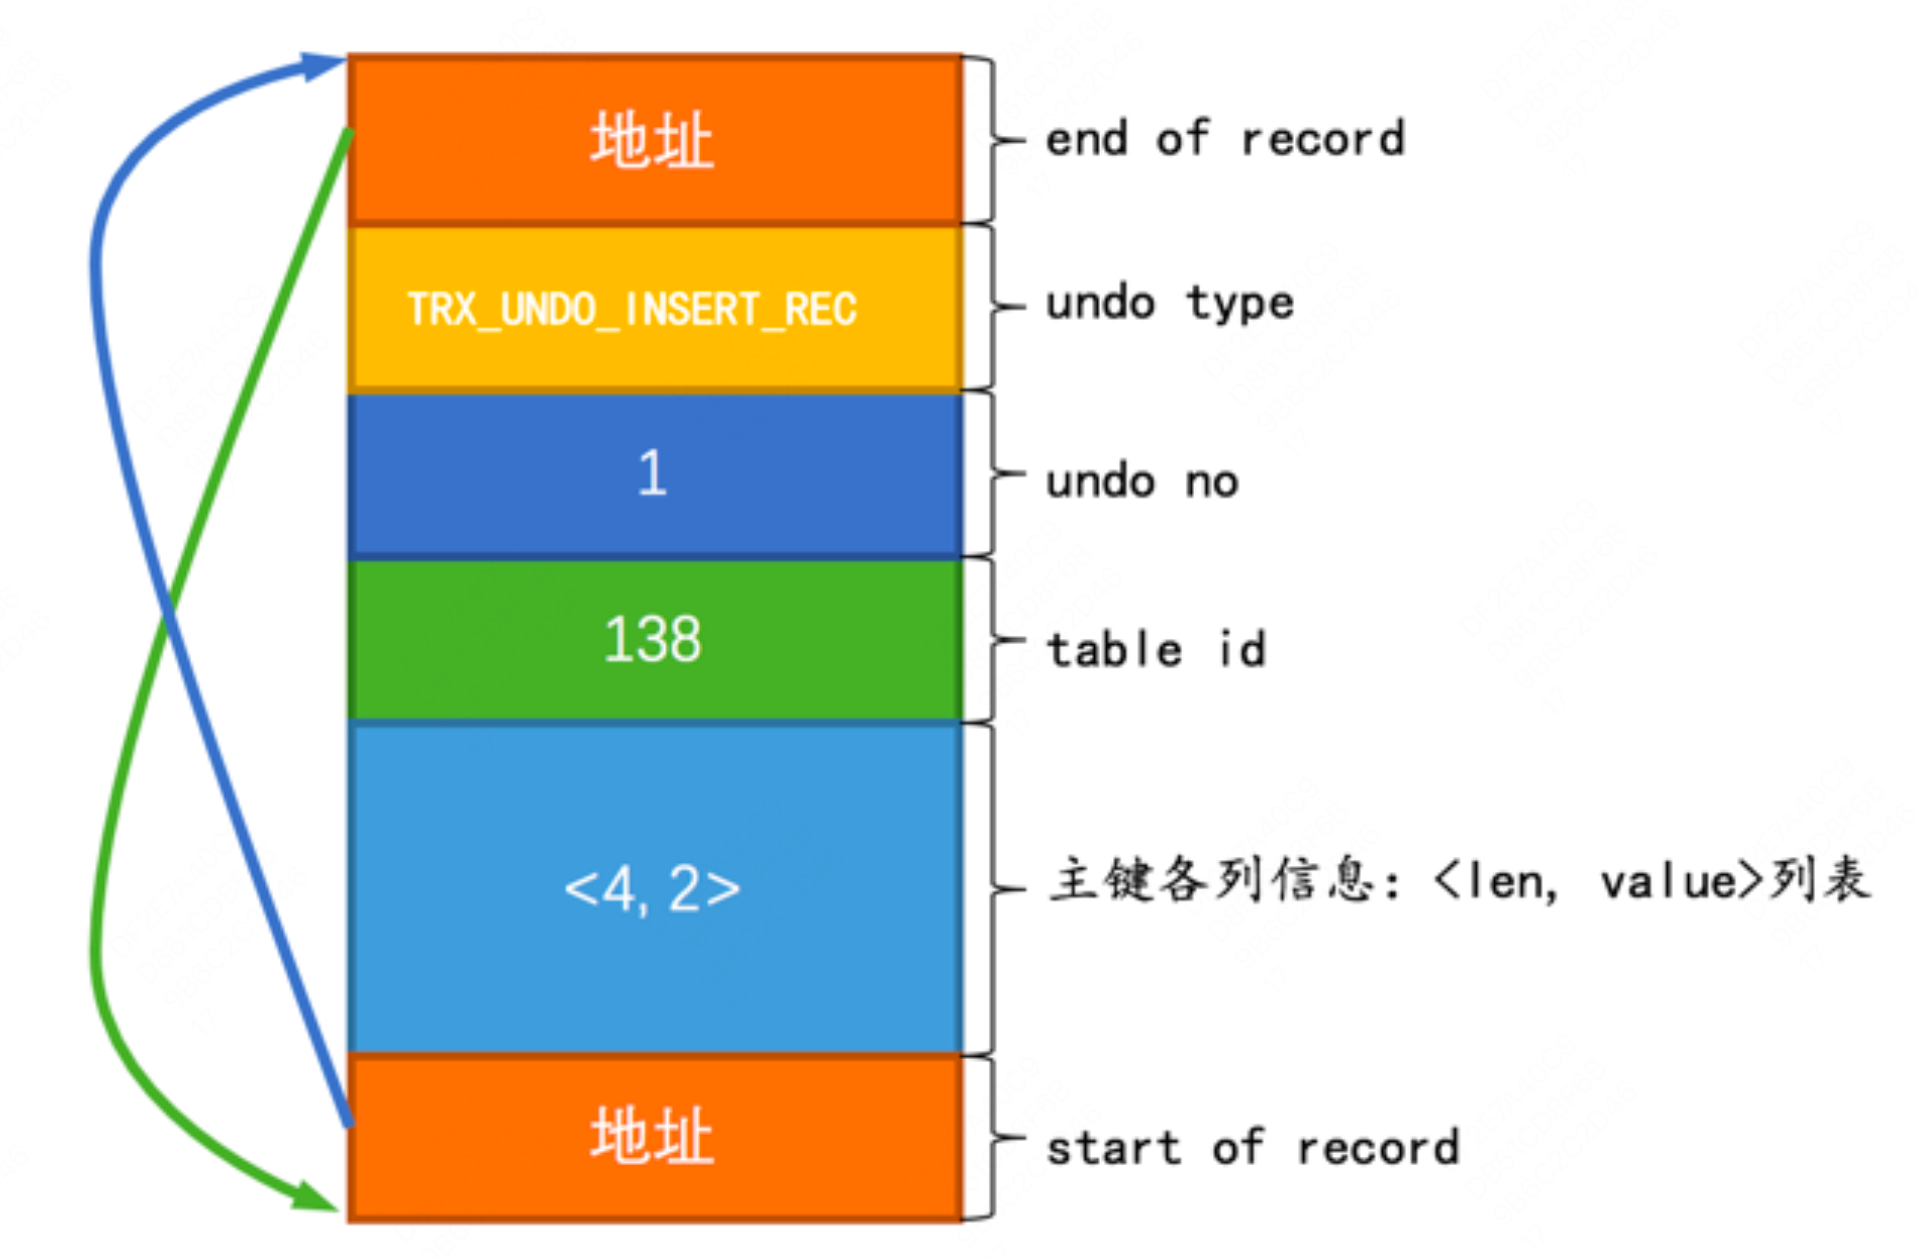 地址 end of record
TRX_UNDO_INSERT_REC undo type
1 undo no
138 table id
<4, 2> 主键各列信息：<len, value>列表
地址 start of record